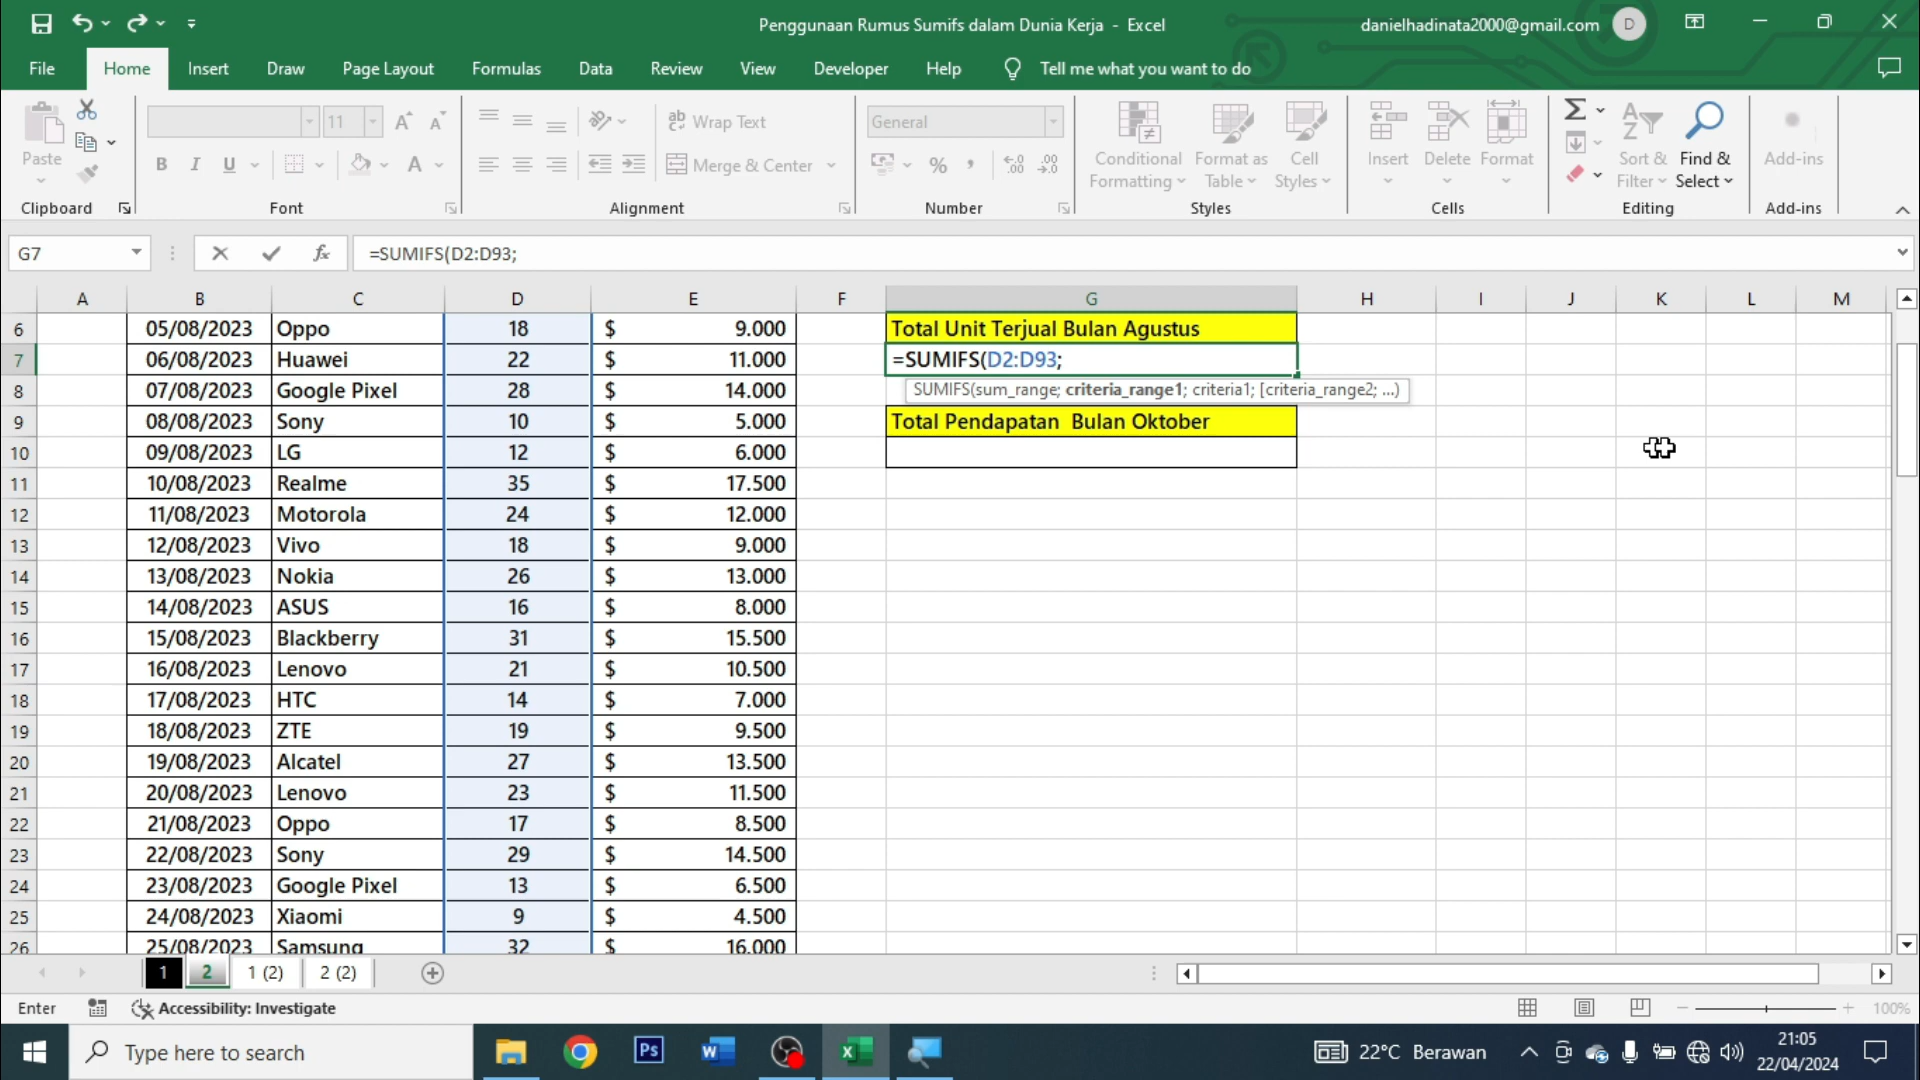 Penggunaan Rumus Sumifs dalam Dunia Kerja - Excel
danielhadinata2000@gmail.com
D
File Home Insert Draw Page Layout Formulas Data Review View Developer Help Tell me what you want to do
Paste
Clipboard
11
B I U A
Font
ab Wrap Text
Merge & Center
Alignment
General
%
Number
Conditional Formatting
Format as Table
Cell Styles
Styles
Insert Delete Format
Cells
Sort & Filter
Find & Select
Editing
Add-ins
Add-ins
G7 fx =SUMIFS(D2:D93;
A B C D E F G H I J K L M
6 05/08/2023 Oppo 18 $ 9.000 Total Unit Terjual Bulan Agustus
7 06/08/2023 Huawei 22 $ 11.000 =SUMIFS(D2:D93;
8 07/08/2023 Google Pixel 28 $ 14.000 SUMIFS(sum_range; criteria_range1; criteria1; [criteria_range2; ...)
9 08/08/2023 Sony 10 $ 5.000 Total Pendapatan Bulan Oktober
10 09/08/2023 LG 12 $ 6.000
11 10/08/2023 Realme 35 $ 17.500
12 11/08/2023 Motorola 24 $ 12.000
13 12/08/2023 Vivo 18 $ 9.000
14 13/08/2023 Nokia 26 $ 13.000
15 14/08/2023 ASUS 16 $ 8.000
16 15/08/2023 Blackberry 31 $ 15.500
17 16/08/2023 Lenovo 21 $ 10.500
18 17/08/2023 HTC 14 $ 7.000
19 18/08/2023 ZTE 19 $ 9.500
20 19/08/2023 Alcatel 27 $ 13.500
21 20/08/2023 Lenovo 23 $ 11.500
22 21/08/2023 Oppo 17 $ 8.500
23 22/08/2023 Sony 29 $ 14.500
24 23/08/2023 Google Pixel 13 $ 6.500
25 24/08/2023 Xiaomi 9 $ 4.500
26 25/08/2023 Samsung 32 $ 16.000
1 2 1 (2) 2 (2)
Enter Accessibility: Investigate 100%
Type here to search
Ps
22°C Berawan
21:05
22/04/2024